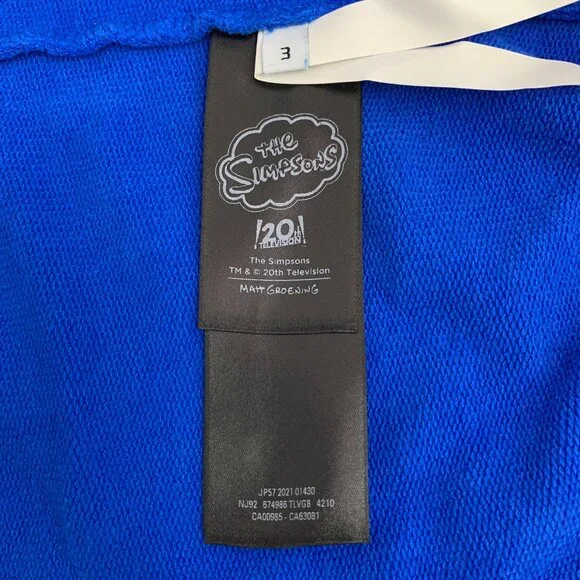 3
THE
SIMPSONS
20th
TELEVISION
The Simpsons
TM & © 20th Television
MATT GROENING
JP57 2021 01430
NJ92 674986 TLVG8 4210
CA00985 - CA63081